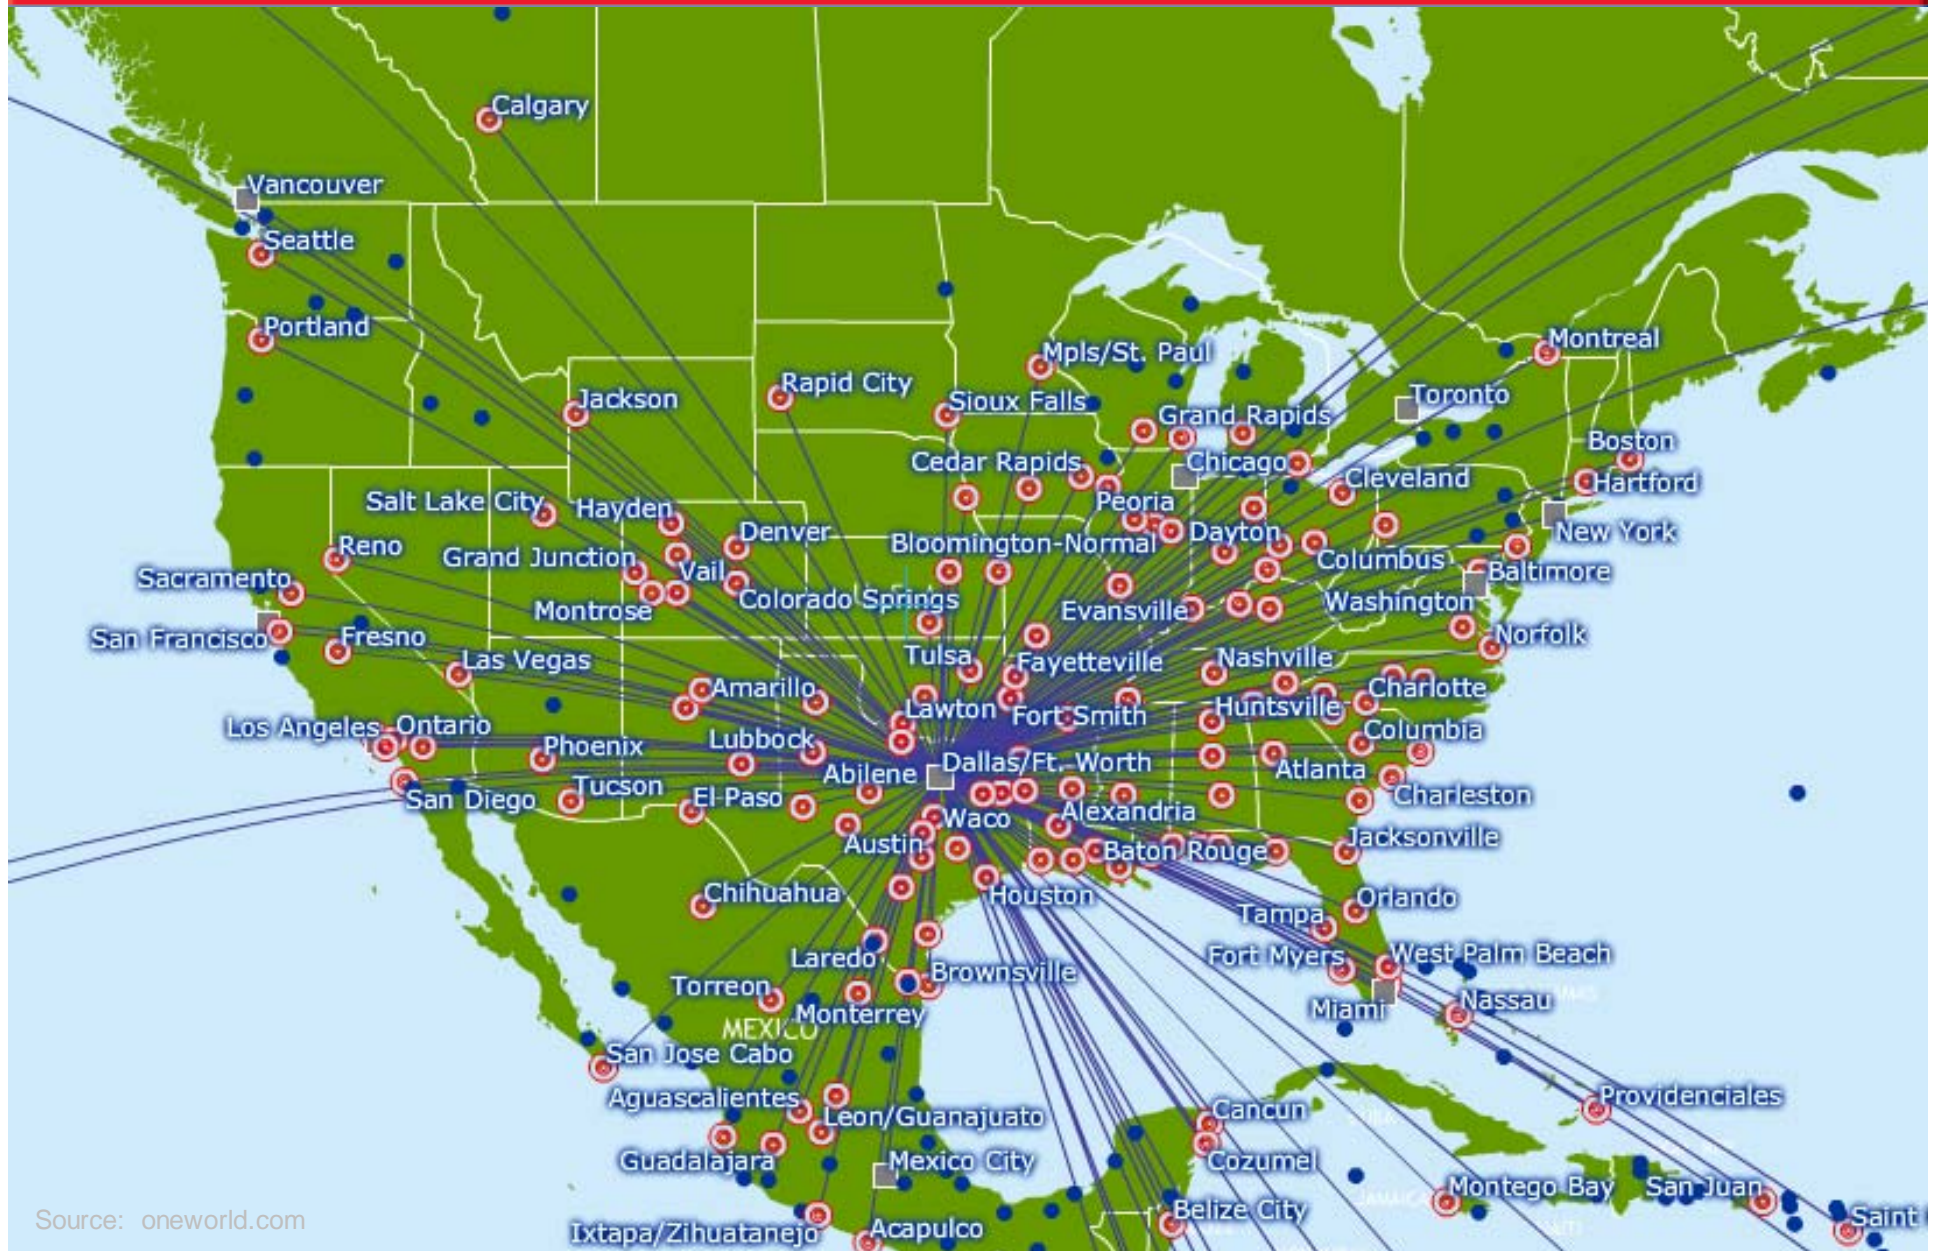 Calgary
Vancouver
Seattle
Portland
Montreal
Mpls/St. Paul
Rapid City
Jackson
Sioux Falls
Toronto
Grand Rapids
Boston
Cedar Rapids
Chicago
Cleveland
Hartford
Salt Lake City
Hayden
Peoria
New York
Denver
Dayton
Reno
Grand Junction
Bloomington-Normal
Columbus
Vail
Baltimore
Sacramento
Colorado Springs
Montrose
Evansville
Washington
San Francisco
Fresno
Norfolk
Las Vegas
Tulsa
Fayetteville
Nashville
Amarillo
Charlotte
Lawton
Fort Smith
Huntsville
Los Angeles
Ontario
Columbia
Phoenix
Lubbock
Dallas/Ft. Worth
Atlanta
Abilene
Tucson
San Diego
El Paso
Charleston
Waco
Alexandria
Austin
Baton Rouge
Jacksonville
Chihuahua
Houston
Orlando
Tampa
Laredo
Fort Myers
West Palm Beach
Brownsville
Torreon
Nassau
Miami
Monterrey
MEXICO
San Jose Cabo
Aguascalientes
Providenciales
Leon/Guanajuato
Cancun
Guadalajara
Mexico City
Cozumel
Montego Bay
San Juan
JAMAICA
Belize City
Saint
Source: oneworld.com
Ixtapa/Zihuatanejo
Acapulco